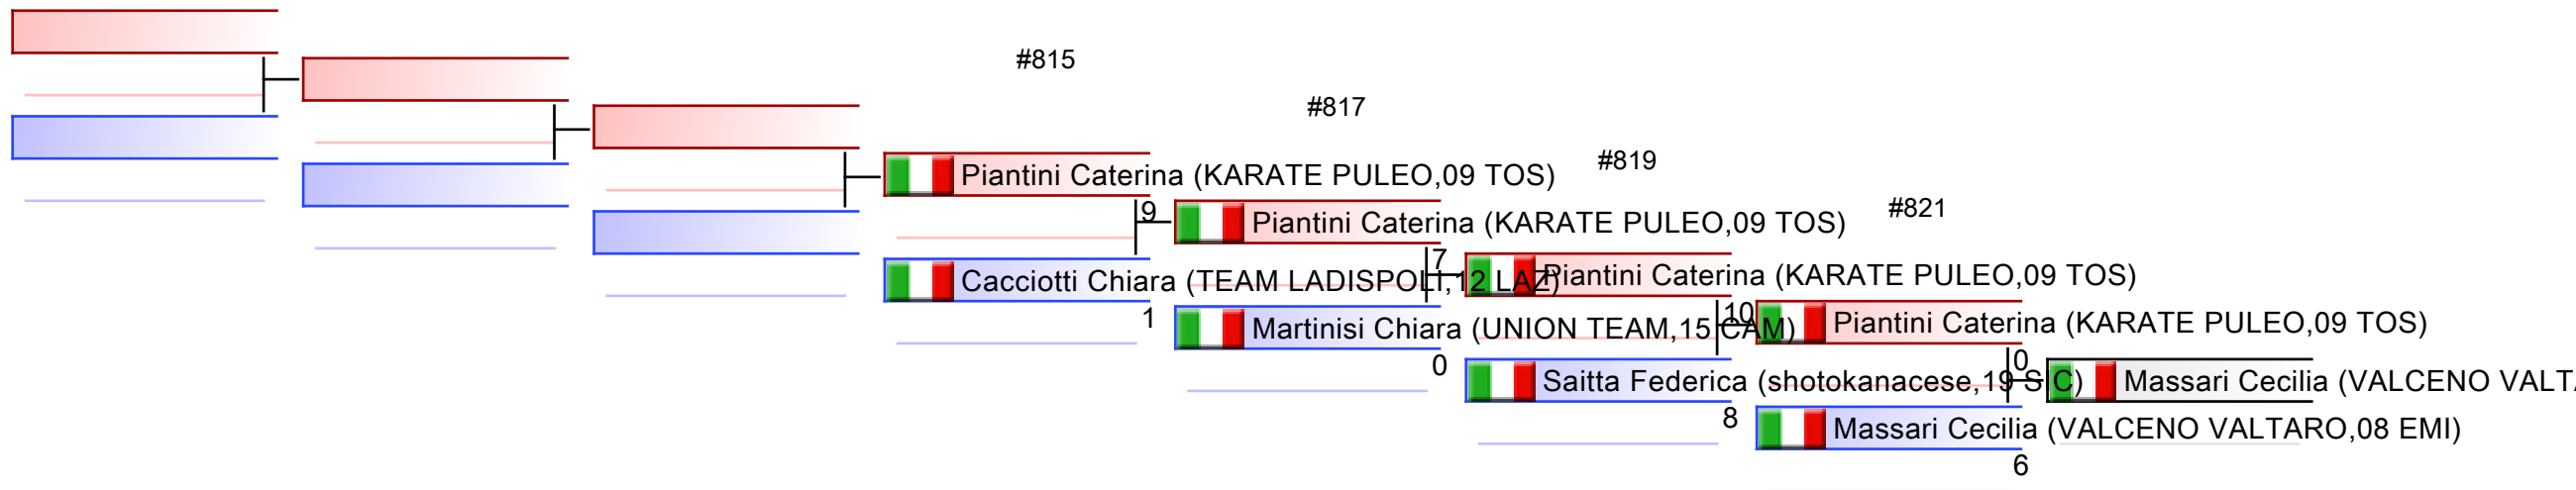 #815
#817
#819
Piantini Caterina (KARATE PULEO,09 TOS)
#821
9
Piantini Caterina (KARATE PULEO,09 TOS)
7
Cacciotti Chiara (TEAM LADISPOLI,12 LAZ)
Piantini Caterina (KARATE PULEO,09 TOS)
1
10
Martinisi Chiara (UNION TEAM,15 CAM)
Piantini Caterina (KARATE PULEO,09 TOS)
0
0
Saitta Federica (shotokanacese,19 SIC)
Massari Cecilia (VALCENO VALTA
8
Massari Cecilia (VALCENO VALTARO,08 EMI)
6